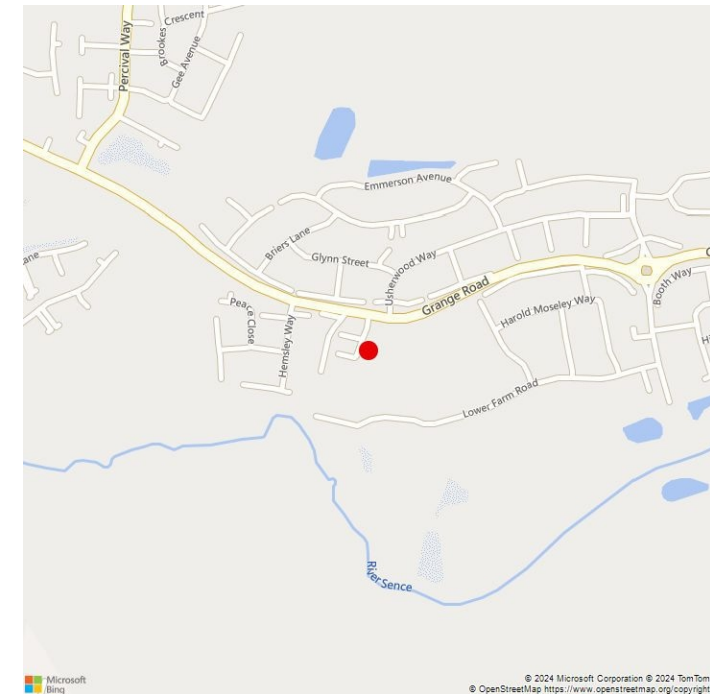 Crescent
Brookes
Percival Way
Gee Avenue
Emmerson Avenue
Briers Lane
Glynn Street
Usherwood Way
Grange Road
Booth Way
Peace Close
Hemsley Way
Harold Moseley Way
Lower Farm Road
River Sence
Microsoft
Bing
© 2024 Microsoft Corporation © 2024 TomTom
© OpenStreetMap https://www.openstreetmap.org/copyright